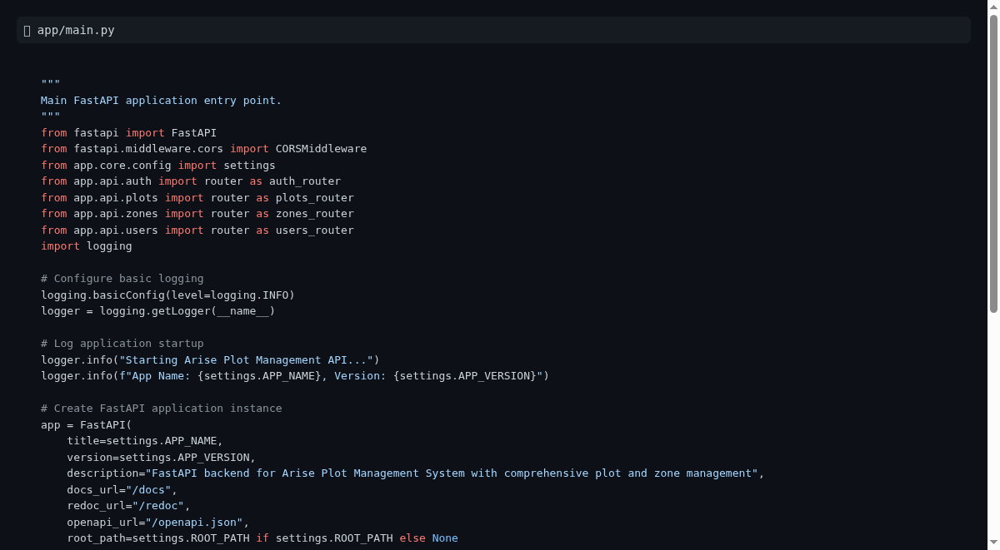 app/main.py
"""
Main FastAPI application entry point.
"""
from fastapi import FastAPI
from fastapi.middleware.cors import CORSMiddleware
from app.core.config import settings
from app.api.auth import router as auth_router
from app.api.plots import router as plots_router
from app.api.zones import router as zones_router
from app.api.users import router as users_router
import logging
# Configure basic logging
logging.basicConfig(level=logging.INFO)
logger = logging.getLogger(__name__)
# Log application startup
logger.info("Starting Arise Plot Management API...")
logger.info(f"App Name: {settings.APP_NAME}, Version: {settings.APP_VERSION}")
# Create FastAPI application instance
app = FastAPI(
    title=settings.APP_NAME,
    version=settings.APP_VERSION,
    description="FastAPI backend for Arise Plot Management System with comprehensive plot and zone management",
    docs_url="/docs",
    redoc_url="/redoc",
    openapi_url="/openapi.json",
    root_path=settings.ROOT_PATH if settings.ROOT_PATH else None